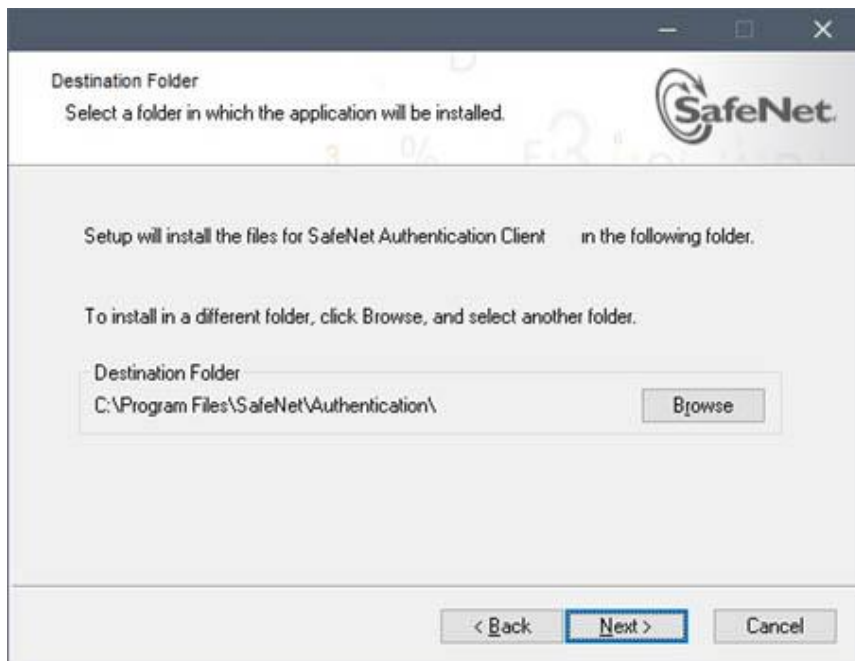 Destination Folder
Select a folder in which the application will be installed.
SafeNet.
Setup will install the files for SafeNet Authentication Client in the following folder.
To install in a different folder, click Browse, and select another folder.
Destination Folder
C:\Program Files\SafeNet\Authentication\
Browse
< Back
Next >
Cancel